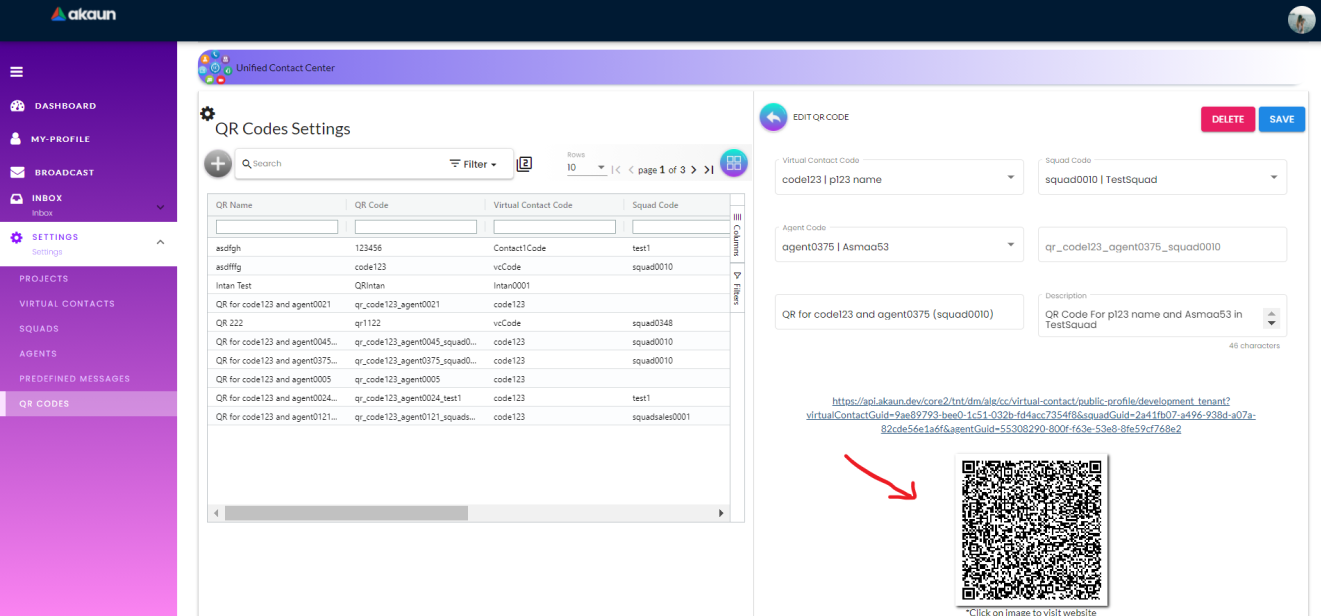 akaun
Unified Contact Center
DASHBOARD
MY-PROFILE
BROADCAST
INBOX
Inbox
SETTINGS
Settings
PROJECTS
VIRTUAL CONTACTS
SQUADS
AGENTS
PREDEFINED MESSAGES
QR CODES
QR Codes Settings
Search
Filter
2
Rows
10
page 1 of 3
QR Name QR Code Virtual Contact Code Squad Code
asdfgh 123456 Contact1Code test1
asdfffg code123 vcCode squad0010
Intan Test QRIntan Intan0001
QR for code123 and agent0021 qr_code123_agent0021 code123
QR 222 qr1122 vcCode squad0348
QR for code123 and agent0045... qr_code123_agent0045_squad0... code123 squad0010
QR for code123 and agent0375... qr_code123_agent0375_squad0... code123 squad0010
QR for code123 and agent0005 qr_code123_agent0005 code123
QR for code123 and agent0024... qr_code123_agent0024_test1 code123 test1
QR for code123 and agent0121... qr_code123_agent0121_squads... code123 squadsales0001
Columns
Filters
EDIT QR CODE
DELETE
SAVE
Virtual Contact Code
code123 | p123 name
Squad Code
squad0010 | TestSquad
Agent Code
agent0375 | Asmaa53
qr_code123_agent0375_squad0010
QR for code123 and agent0375 (squad0010)
Description
QR Code For p123 name and Asmaa53 in
TestSquad
46 characters
https://api.akaun.dev/core2/tnt/dm/alg/cc/virtual-contact/public-profile/development_tenant?
virtualContactGuid=9ae89793-bee0-1c51-032b-fd4acc7354f8&squadGuid=2a41fb07-a496-938d-a07a-
82cde56e1a6f&agentGuid=55308290-800f-f63e-53e8-8fe59cf768e2
*Click on image to visit website